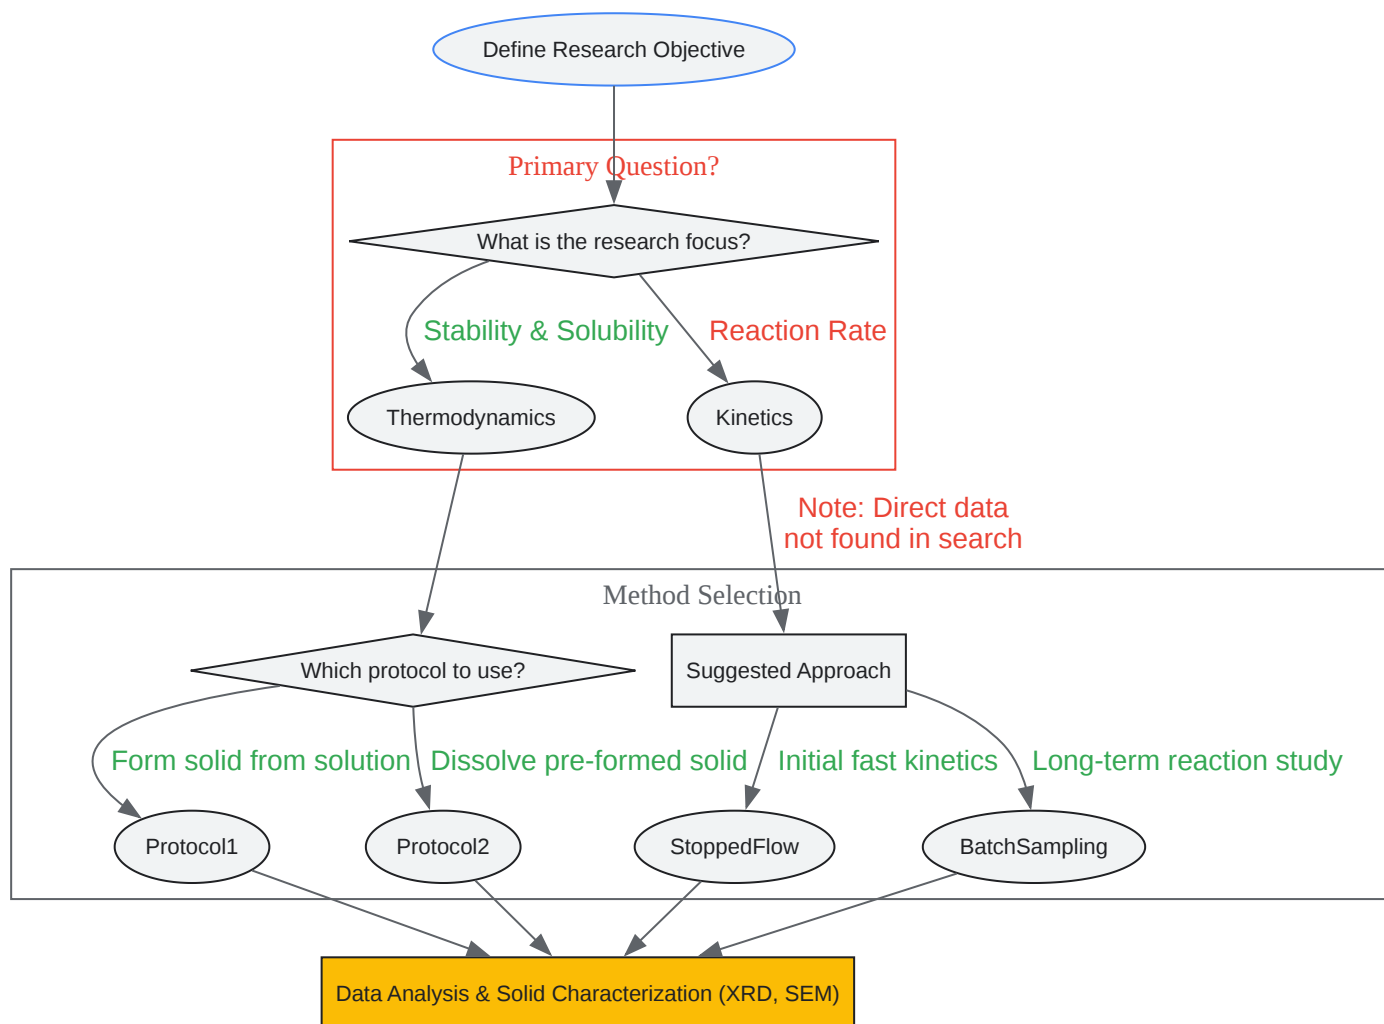 Define Research Objective
Primary Question?
What is the research focus?
Stability & Solubility
Reaction Rate
Thermodynamics
Kinetics
Note: Direct data
not found in search
Method Selection
Which protocol to use?
Suggested Approach
Form solid from solution
Dissolve pre-formed solid
Initial fast kinetics
Long-term reaction study
Protocol1
Protocol2
StoppedFlow
BatchSampling
Data Analysis & Solid Characterization (XRD, SEM)